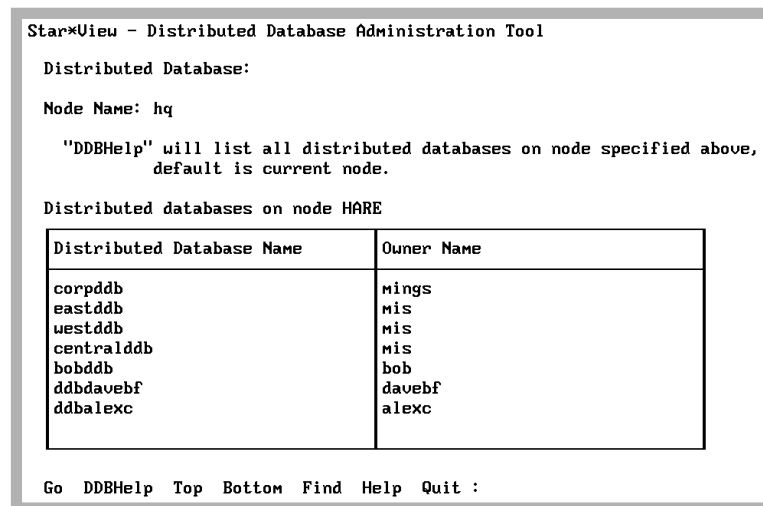 Star*View - Distributed Database Administration Tool
Distributed Database:
Node Name: hq
"DDBHelp" will list all distributed databases on node specified above,
default is current node.
Distributed databases on node HARE
Distributed Database Name Owner Name
corpddb mings
eastddb mis
westddb mis
centralddb mis
bobddb bob
ddbdavebf davebf
ddbalexc alexc
Go DDBHelp Top Bottom Find Help Quit :